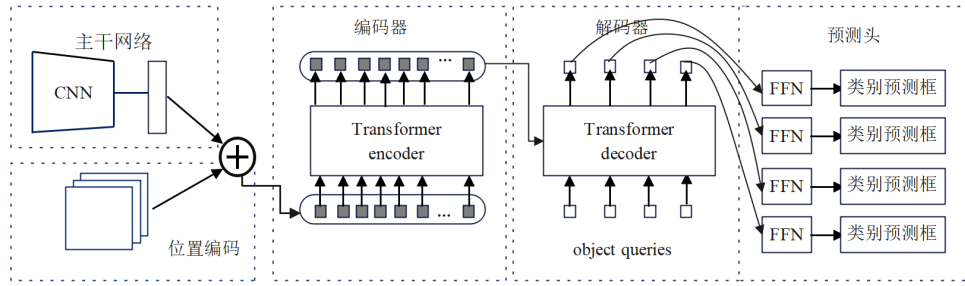 主干网络
CNN
位置编码
编码器
...
Transformer
encoder
...
解码器
Transformer
decoder
object queries
预测头
FFN
类别预测框
FFN
类别预测框
FFN
类别预测框
FFN
类别预测框